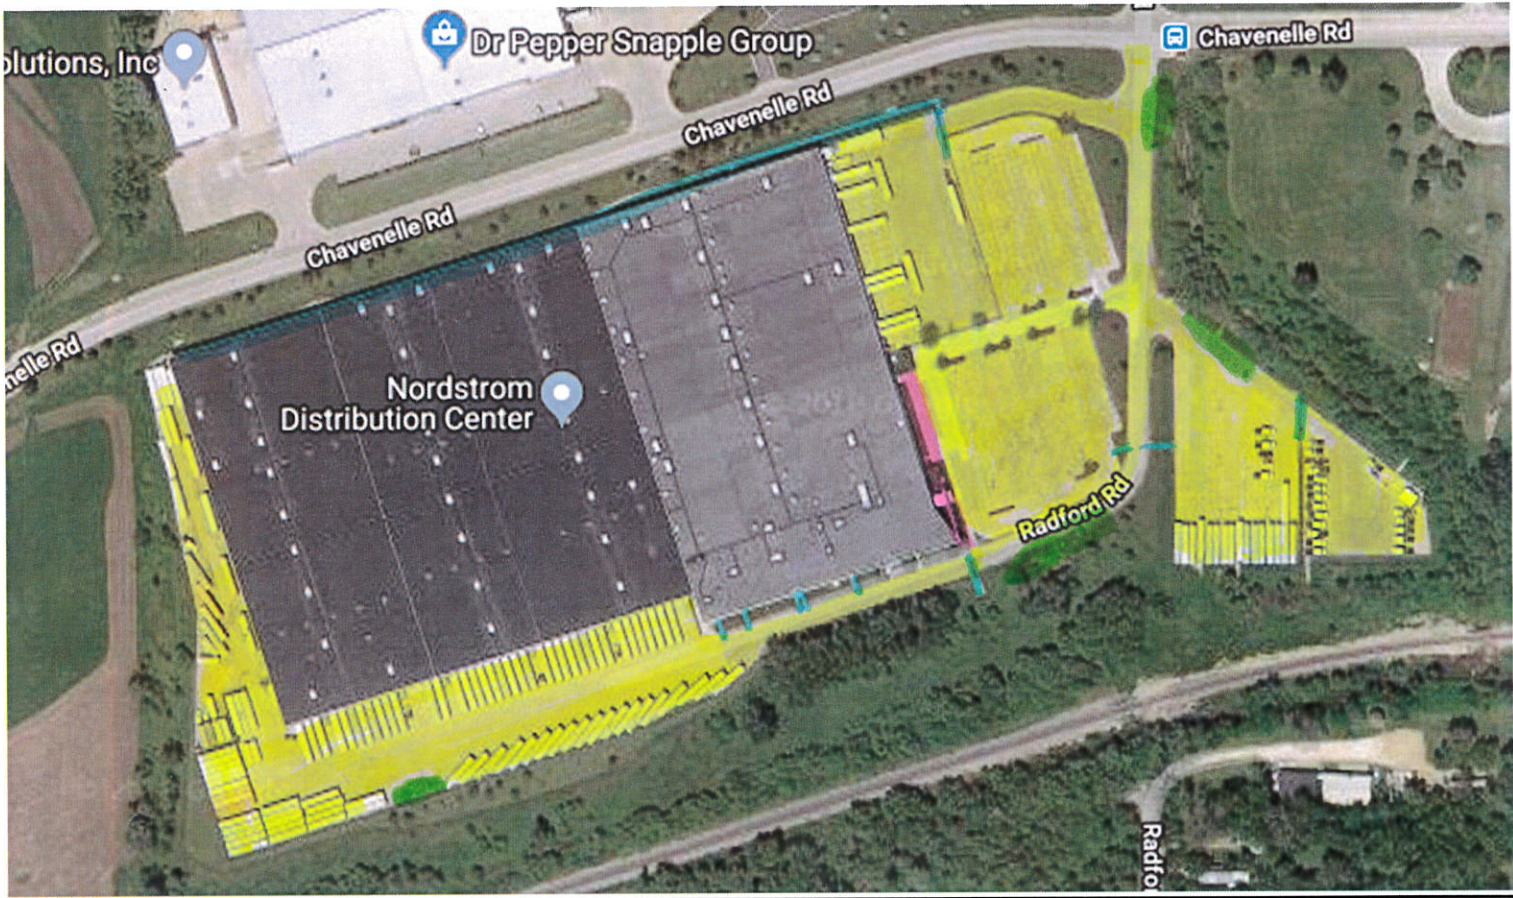 olutions, Inc
Dr Pepper Snapple Group
Chavenelle Rd
Chavenelle Rd
Chavenelle Rd
nelle Rd
Nordstrom
Distribution Center
Radford Rd
Radfo